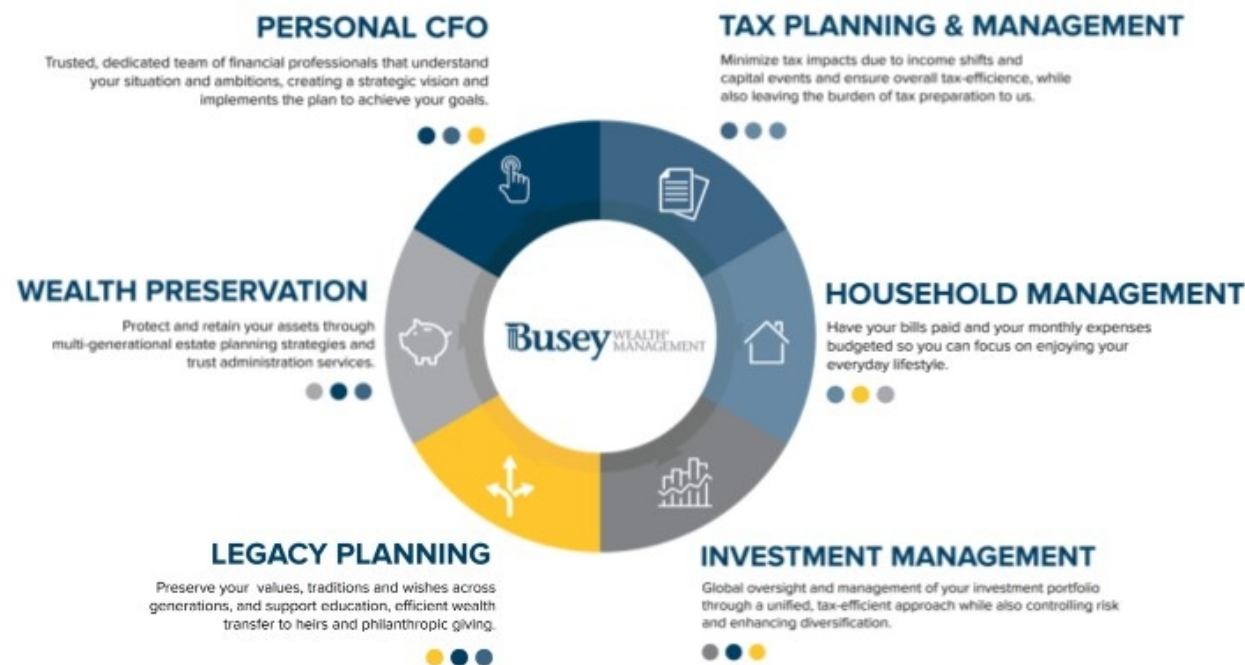 PERSONAL CFO
Trusted, dedicated team of financial professionals that understand
your situation and ambitions, creating a strategic vision and
implements the plan to achieve your goals.
TAX PLANNING & MANAGEMENT
Minimize tax impacts due to income shifts and
capital events and ensure overall tax-efficience, while
also leaving the burden of tax preparation to us.
WEALTH PRESERVATION
Protect and retain your assets through
multi-generational estate planning strategies and
trust administration services.
Busey WEALTH®
MANAGEMENT
HOUSEHOLD MANAGEMENT
Have your bills paid and your monthly expenses
budgeted so you can focus on enjoying your
everyday lifestyle.
LEGACY PLANNING
Preserve your values, traditions and wishes across
generations, and support education, efficient wealth
transfer to heirs and philanthropic giving.
INVESTMENT MANAGEMENT
Global oversight and management of your investment portfolio
through a unified, tax-efficient approach while also controlling risk
and enhancing diversification.